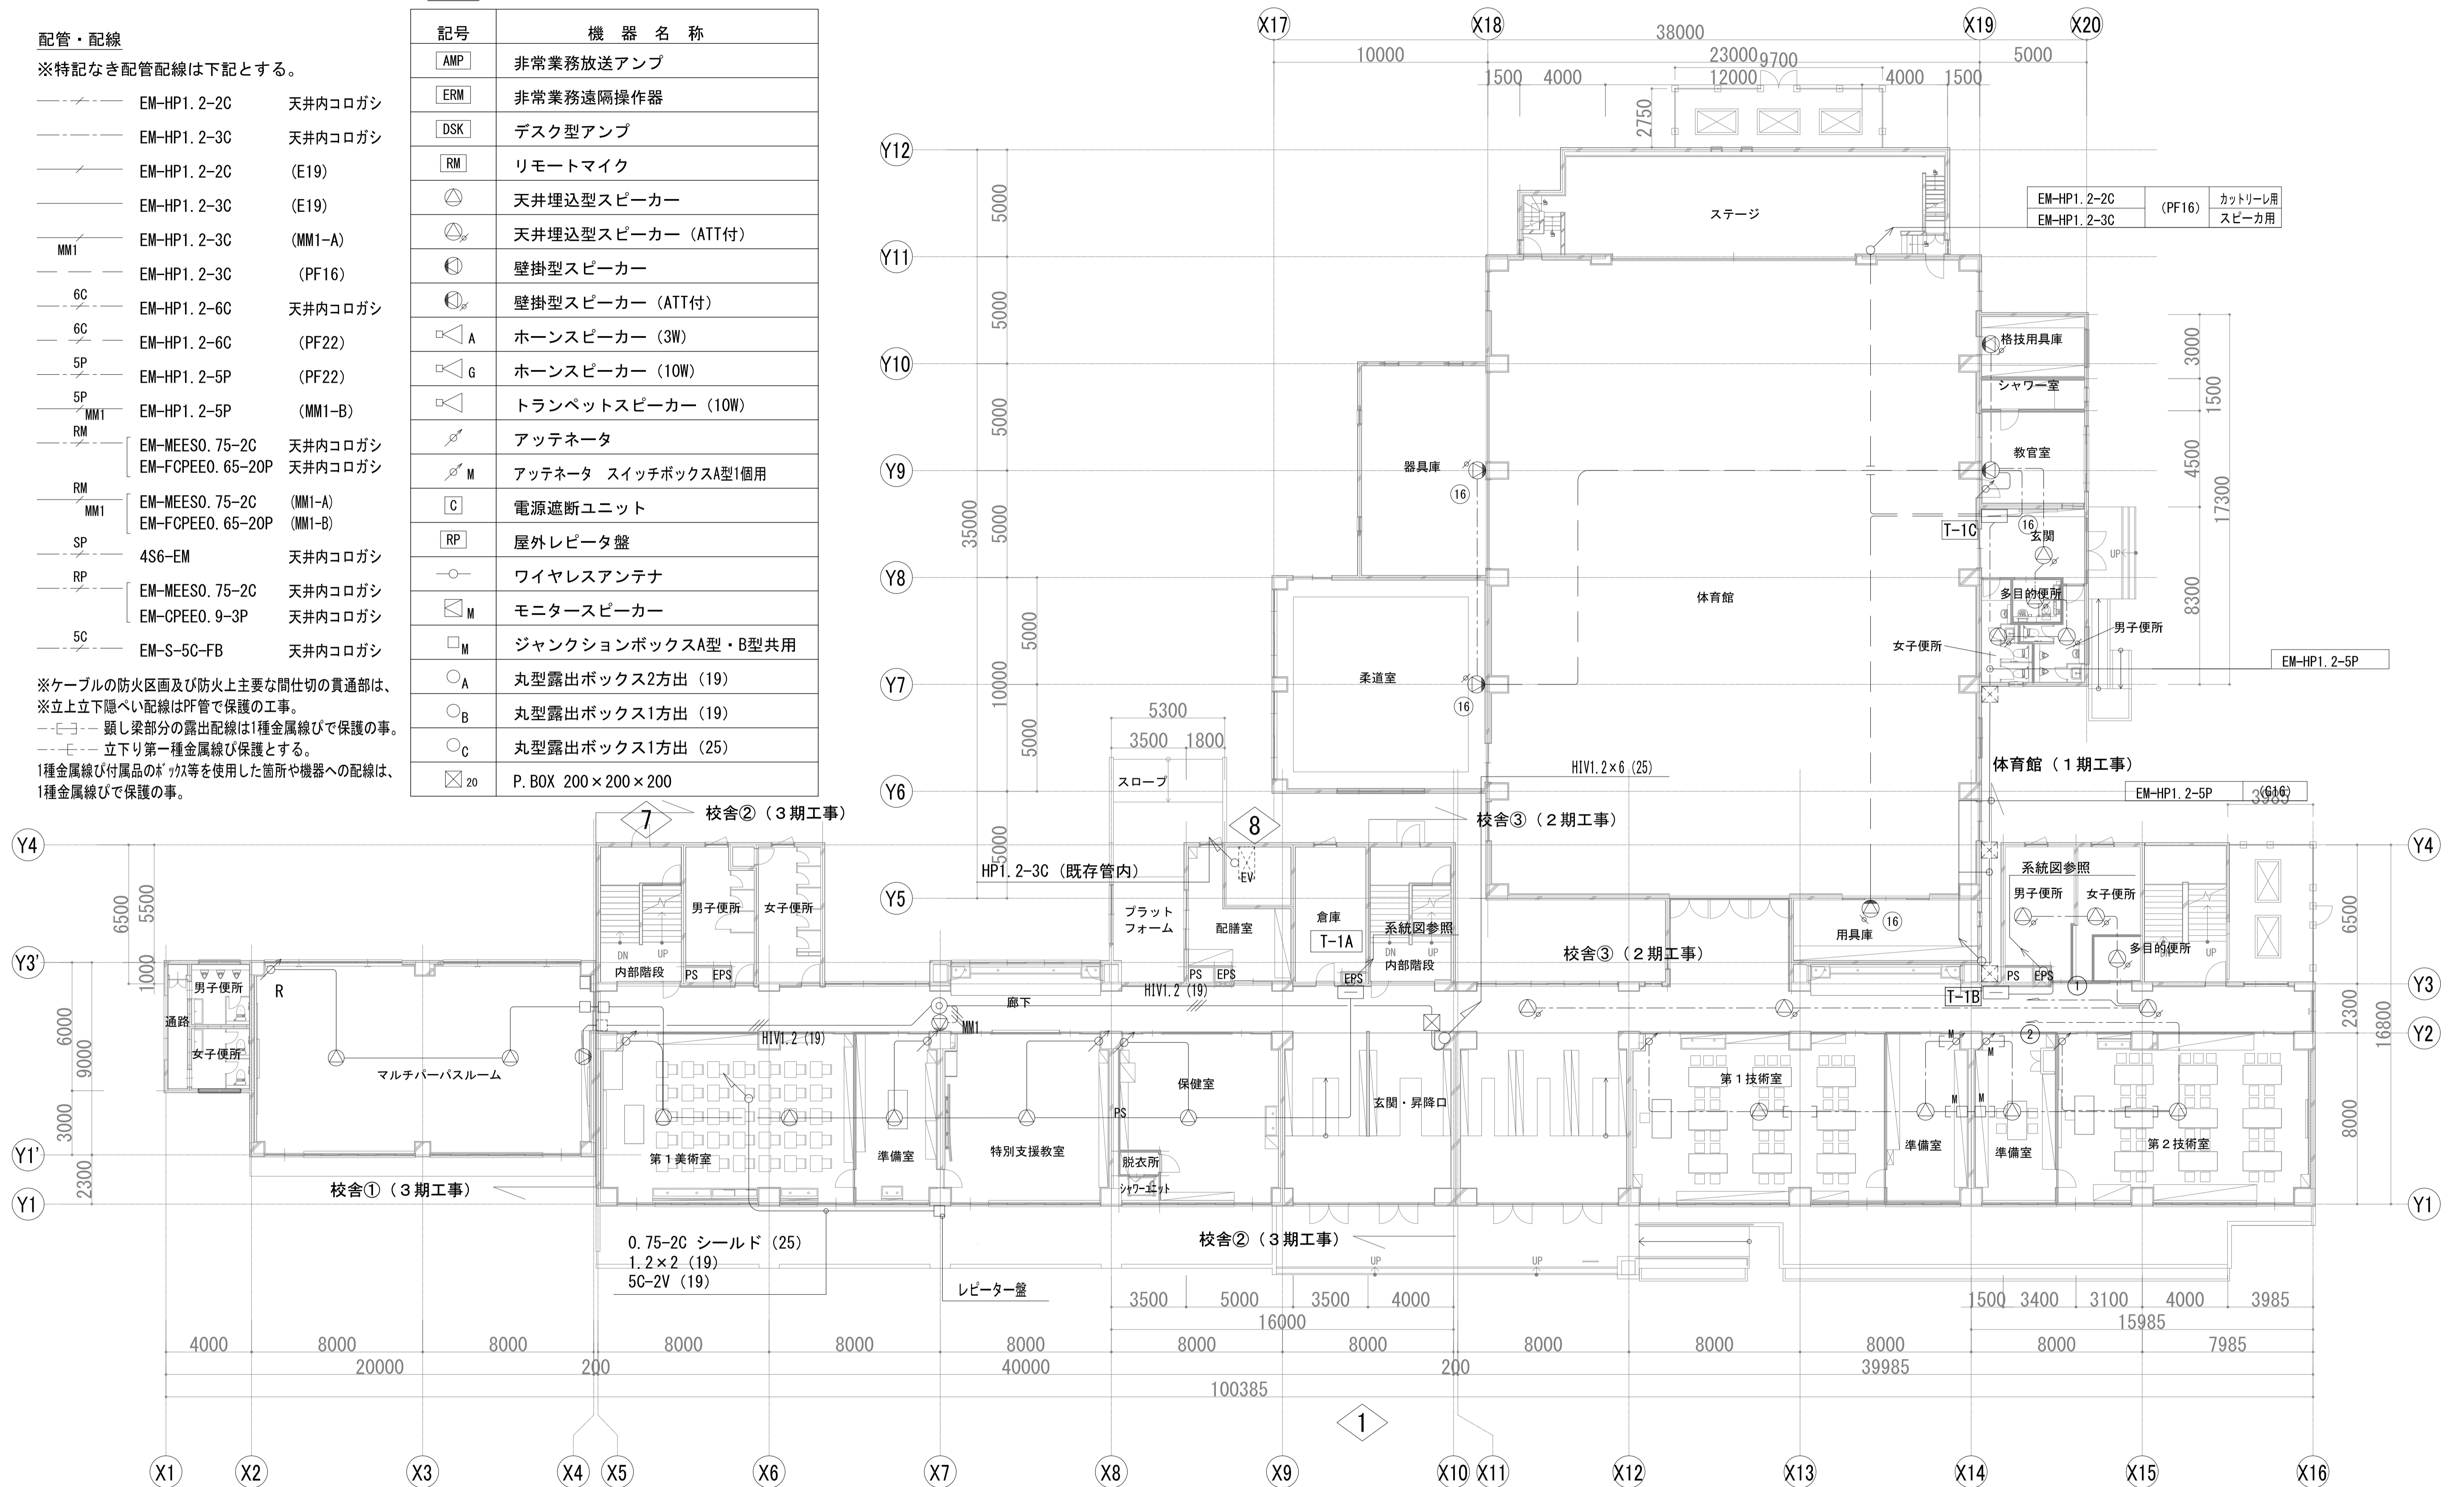 配管・配線
※特記なき配管配線は下記とする。
EM-HP1.2-2C 天井内コロガシ
EM-HP1.2-3C 天井内コロガシ
EM-HP1.2-2C (E19)
EM-HP1.2-3C (E19)
MM1 EM-HP1.2-3C (MM1-A)
EM-HP1.2-3C (PF16)
6C EM-HP1.2-6C 天井内コロガシ
6C EM-HP1.2-6C (PF22)
5P EM-HP1.2-5P (PF22)
5P MM1 EM-HP1.2-5P (MM1-B)
RM EM-MEES0.75-2C 天井内コロガシ
EM-FCPEE0.65-20P 天井内コロガシ
RM MM1 EM-MEES0.75-2C (MM1-A)
EM-FCPEE0.65-20P (MM1-B)
SP 4S6-EM 天井内コロガシ
RP EM-MEES0.75-2C 天井内コロガシ
EM-CPEE0.9-3P 天井内コロガシ
5C EM-S-5C-FB 天井内コロガシ
※ケーブルの防火区画及び防火上主要な間仕切の貫通部は、
※立上立下隠ぺい配線はPF管で保護の工事。
顕し梁部分の露出配線は1種金属線ぴで保護の事。
立下り第一種金属線ぴ保護とする。
1種金属線ぴ付属品のボックス等を使用した箇所や機器への配線は、
1種金属線ぴで保護の事。
記号 機器名称
AMP 非常業務放送アンプ
ERM 非常業務遠隔操作器
DSK デスク型アンプ
RM リモートマイク
天井埋込型スピーカー
天井埋込型スピーカー (ATT付)
壁掛型スピーカー
壁掛型スピーカー (ATT付)
A ホーンスピーカー (3W)
G ホーンスピーカー (10W)
トランペットスピーカー (10W)
アッテネータ
M アッテネータ スイッチボックスA型1個用
C 電源遮断ユニット
RP 屋外レピータ盤
ワイヤレスアンテナ
M モニタースピーカー
M ジャンクションボックスA型・B型共用
A 丸型露出ボックス2方出 (19)
B 丸型露出ボックス1方出 (19)
C 丸型露出ボックス1方出 (25)
20 P.BOX 200×200×200
X17 X18 X19 X20
38000
10000 23000 5000
9700
1500 4000 12000 4000 1500
2750
Y12
Y11
Y10
Y9
Y8
Y7
Y6
Y5
5000
5000
5000
5000
35000
5000
10000
5000
5000
ステージ
EM-HP1.2-2C (PF16) カットリーレ用
EM-HP1.2-3C スピーカ用
格技用具庫
シャワー室
教官室
器具庫
16
T-1C
16
玄関
UP
体育館
多目的便所
男子便所
女子便所
柔道室
16
EM-HP1.2-5P
3000
1500
4500
17300
8300
5300
3500 1800
スロープ
HIV1.2×6 (25)
体育館(1期工事)
EM-HP1.2-5P (G16)
3985
校舎②(3期工事)
7
8
校舎③(2期工事)
Y4 Y4
HP1.2-3C (既存管内)
EV
6500 5500
1000
男子便所 女子便所
DN UP
内部階段
PS EPS
プラット
フォーム
配膳室
PS EPS
倉庫
T-1A
系統図参照
DN UP
内部階段
EPS
校舎③(2期工事)
用具庫
16
系統図参照
男子便所 女子便所
多目的便所
DN UP
PS EPS
T-1B
1
2
6500
2300
16800
8000
Y3' Y3
Y2
Y1' Y1
Y1
6000
9000
3000
2300
通路
男子便所
女子便所
R
マルチパーパスルーム
HIV1.2 (19)
MM1
廊下
HIV1.2 (19)
第1美術室
準備室
特別支援教室
保健室
PS
脱衣所
シャワーユニット
玄関・昇降口
第1技術室
準備室
M
M
M
M
準備室
第2技術室
校舎①(3期工事)
校舎②(3期工事)
UP UP
0.75-2C シールド (25)
1.2×2 (19)
5C-2V (19)
レピーター盤
3500 5000 3500 4000
16000
1500 3400 3100 4000 3985
15985
4000 8000 8000 8000 8000 8000 8000 8000 8000 8000 8000 8000 7985
20000 200 40000 200 39985
100385
1
X1 X2 X3 X4 X5 X6 X7 X8 X9 X10 X11 X12 X13 X14 X15 X16